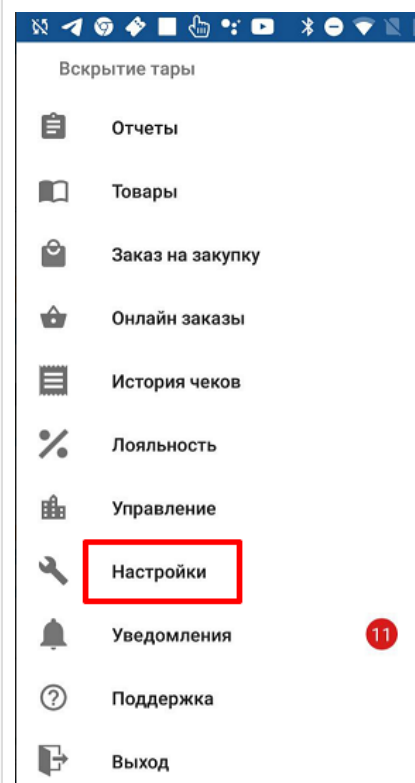 Вскрытие тары
Отчеты
Товары
Заказ на закупку
Онлайн заказы
История чеков
Лояльность
Управление
Настройки
Уведомления 11
Поддержка
Выход